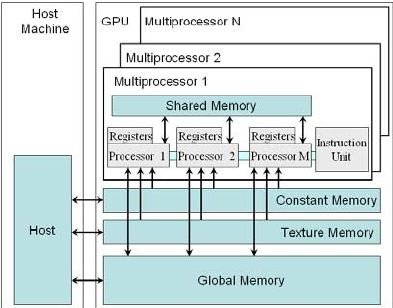 Host
Machine
GPU
Multiprocessor N
Multiprocessor 2
Multiprocessor 1
Shared Memory
Registers
Registers
Registers
Processor 1
Processor 2
Processor M
Instruction
Unit
Constant Memory
Host
Texture Memory
Global Memory